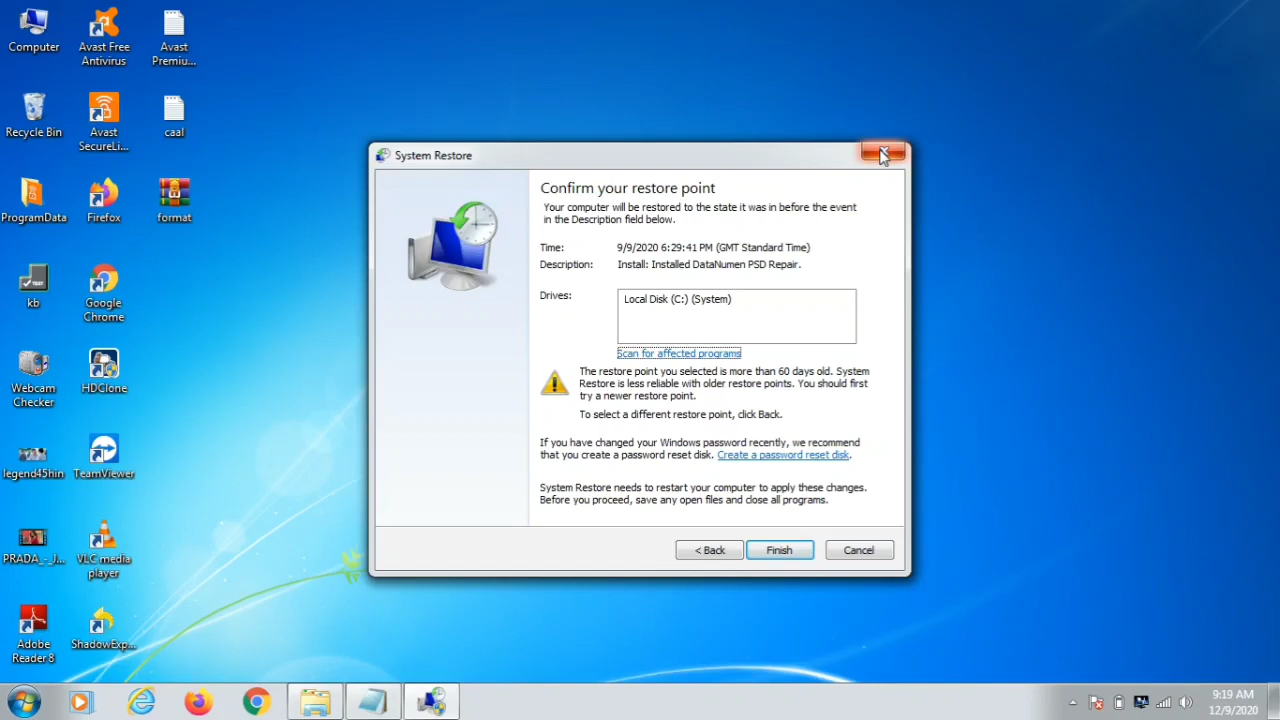 Computer
Avast Free
Antivirus
Avast
Premiu...
Recycle Bin
Avast
SecureLi...
caal
ProgramData
Firefox
format
kb
Google
Chrome
Webcam
Checker
HDClone
legend45hin
TeamViewer
PRADA_-_J...
VLC media
player
Adobe
Reader 8
ShadowExp...
System Restore
Confirm your restore point
Your computer will be restored to the state it was in before the event
in the Description field below.
Time: 9/9/2020 6:29:41 PM (GMT Standard Time)
Description: Install: Installed DataNumen PSD Repair.
Drives: Local Disk (C:) (System)
Scan for affected programs
The restore point you selected is more than 60 days old. System
Restore is less reliable with older restore points. You should first
try a newer restore point.
To select a different restore point, click Back.
If you have changed your Windows password recently, we recommend
that you create a password reset disk. Create a password reset disk.
System Restore needs to restart your computer to apply these changes.
Before you proceed, save any open files and close all programs.
< Back Finish Cancel
9:19 AM
12/9/2020